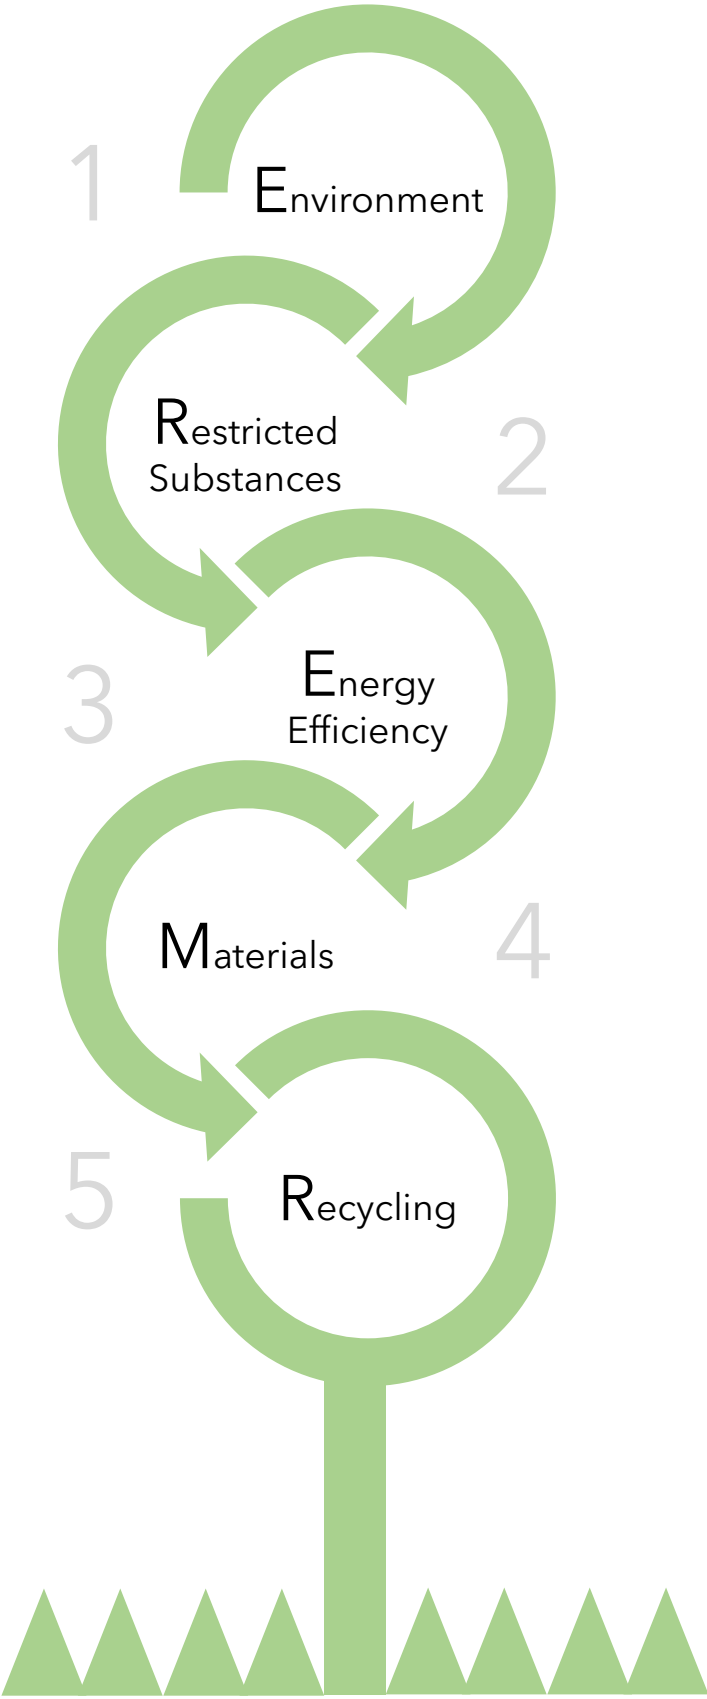 1
Environment
Restricted
Substances
2
3
Energy
Efficiency
Materials
4
5
Recycling